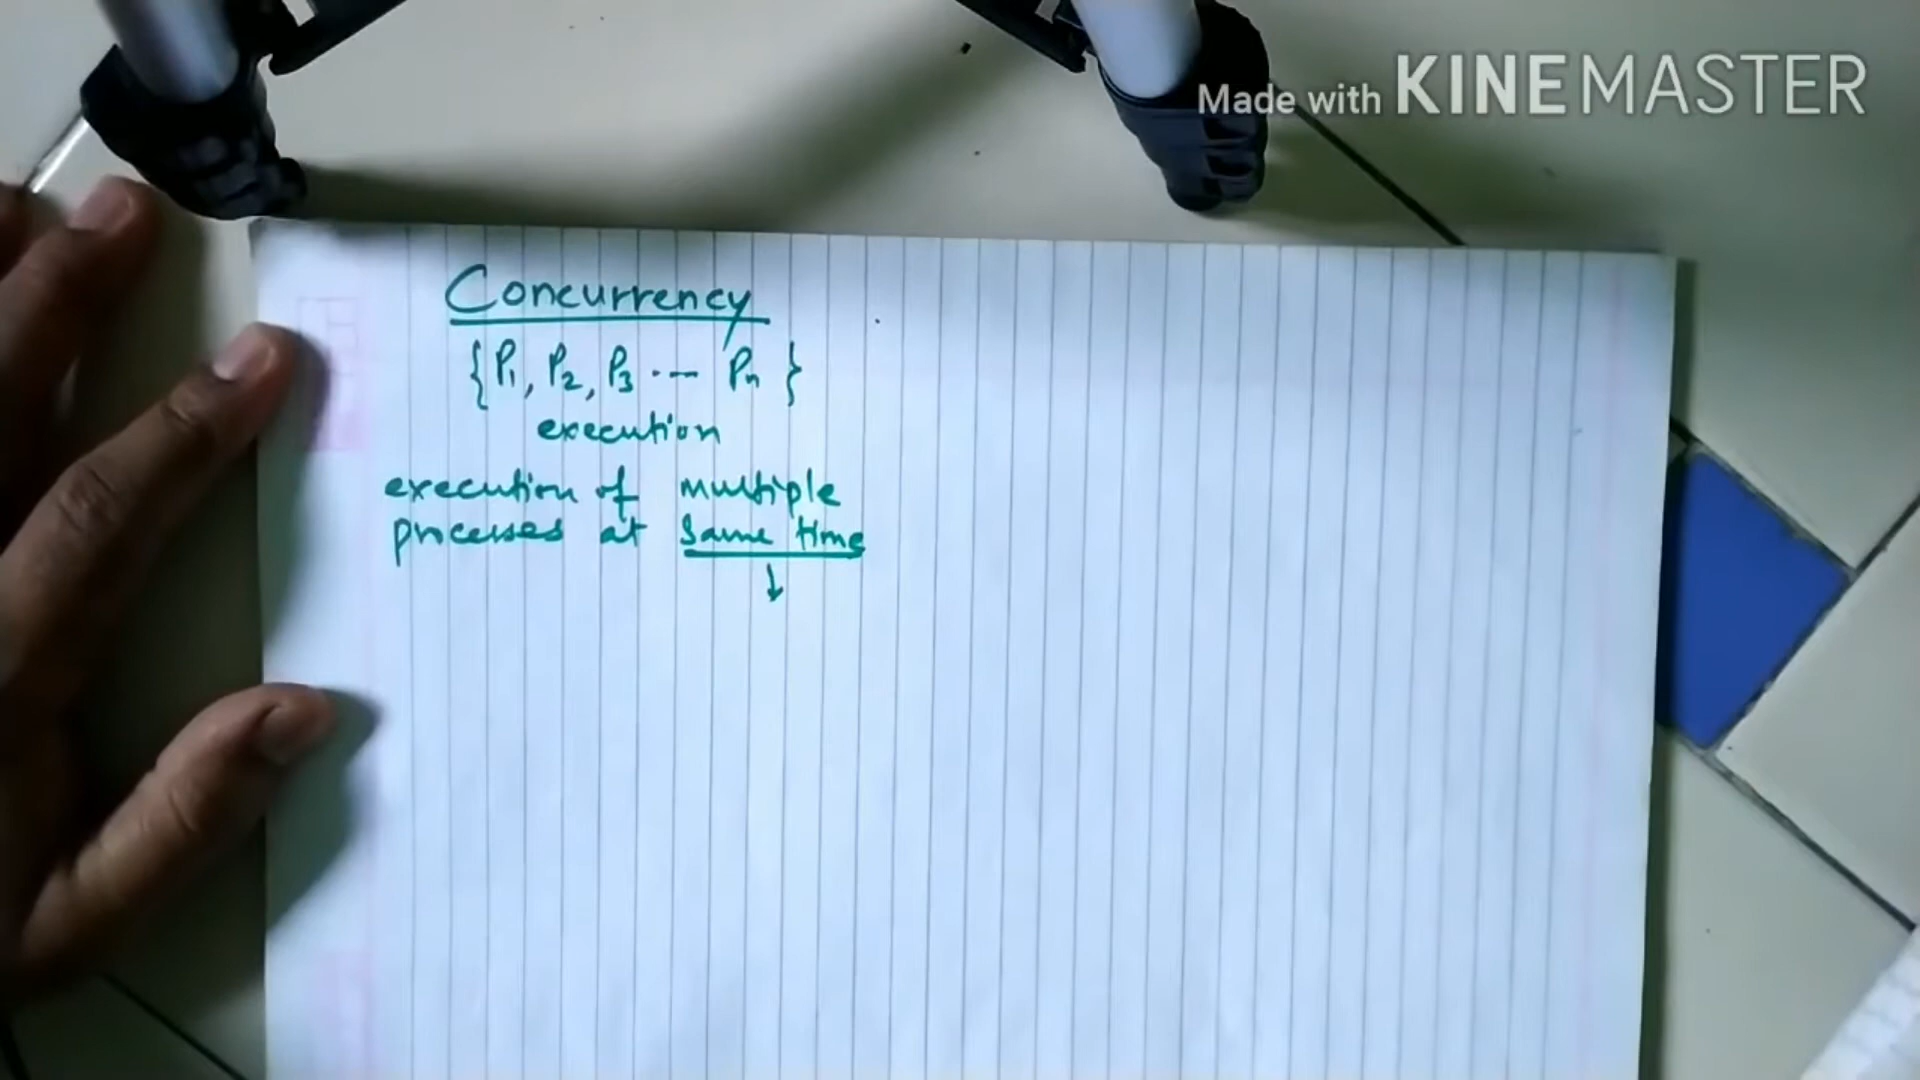 Made with KINEMASTER
Concurrency
{P1, P2, P3 --- Pn}
execution
execution of multiple
processes at same time
↓